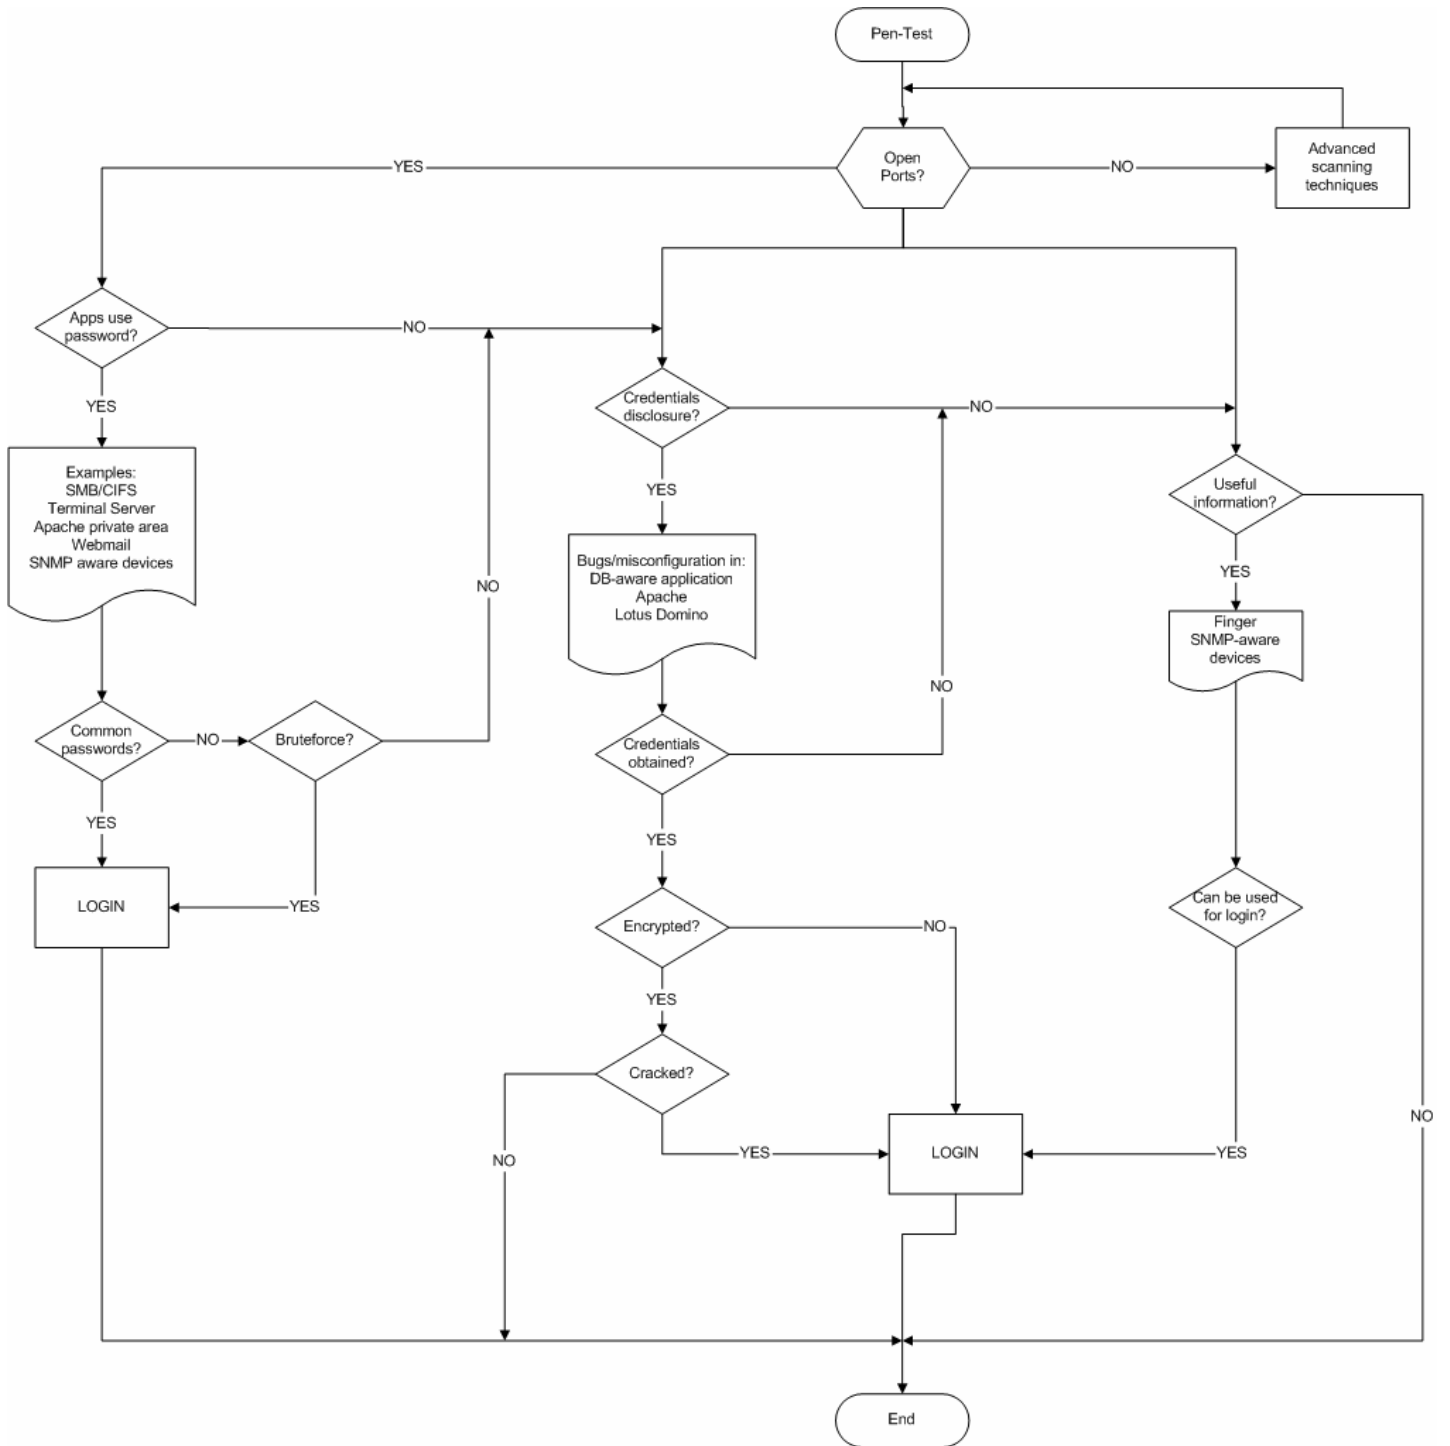 Pen-Test
Open
Ports?
YES
NO
Advanced
scanning
techniques
Apps use
password?
NO
YES
Examples:
SMB/CIFS
Terminal Server
Apache private area
Webmail
SNMP aware devices
NO
Common
passwords?
NO
Bruteforce?
YES
LOGIN
YES
Credentials
disclosure?
NO
YES
Bugs/misconfiguration in:
DB-aware application
Apache
Lotus Domino
NO
Credentials
obtained?
YES
Encrypted?
NO
YES
Cracked?
NO
YES
LOGIN
Useful
information?
YES
Finger
SNMP-aware
devices
Can be used
for login?
YES
NO
End